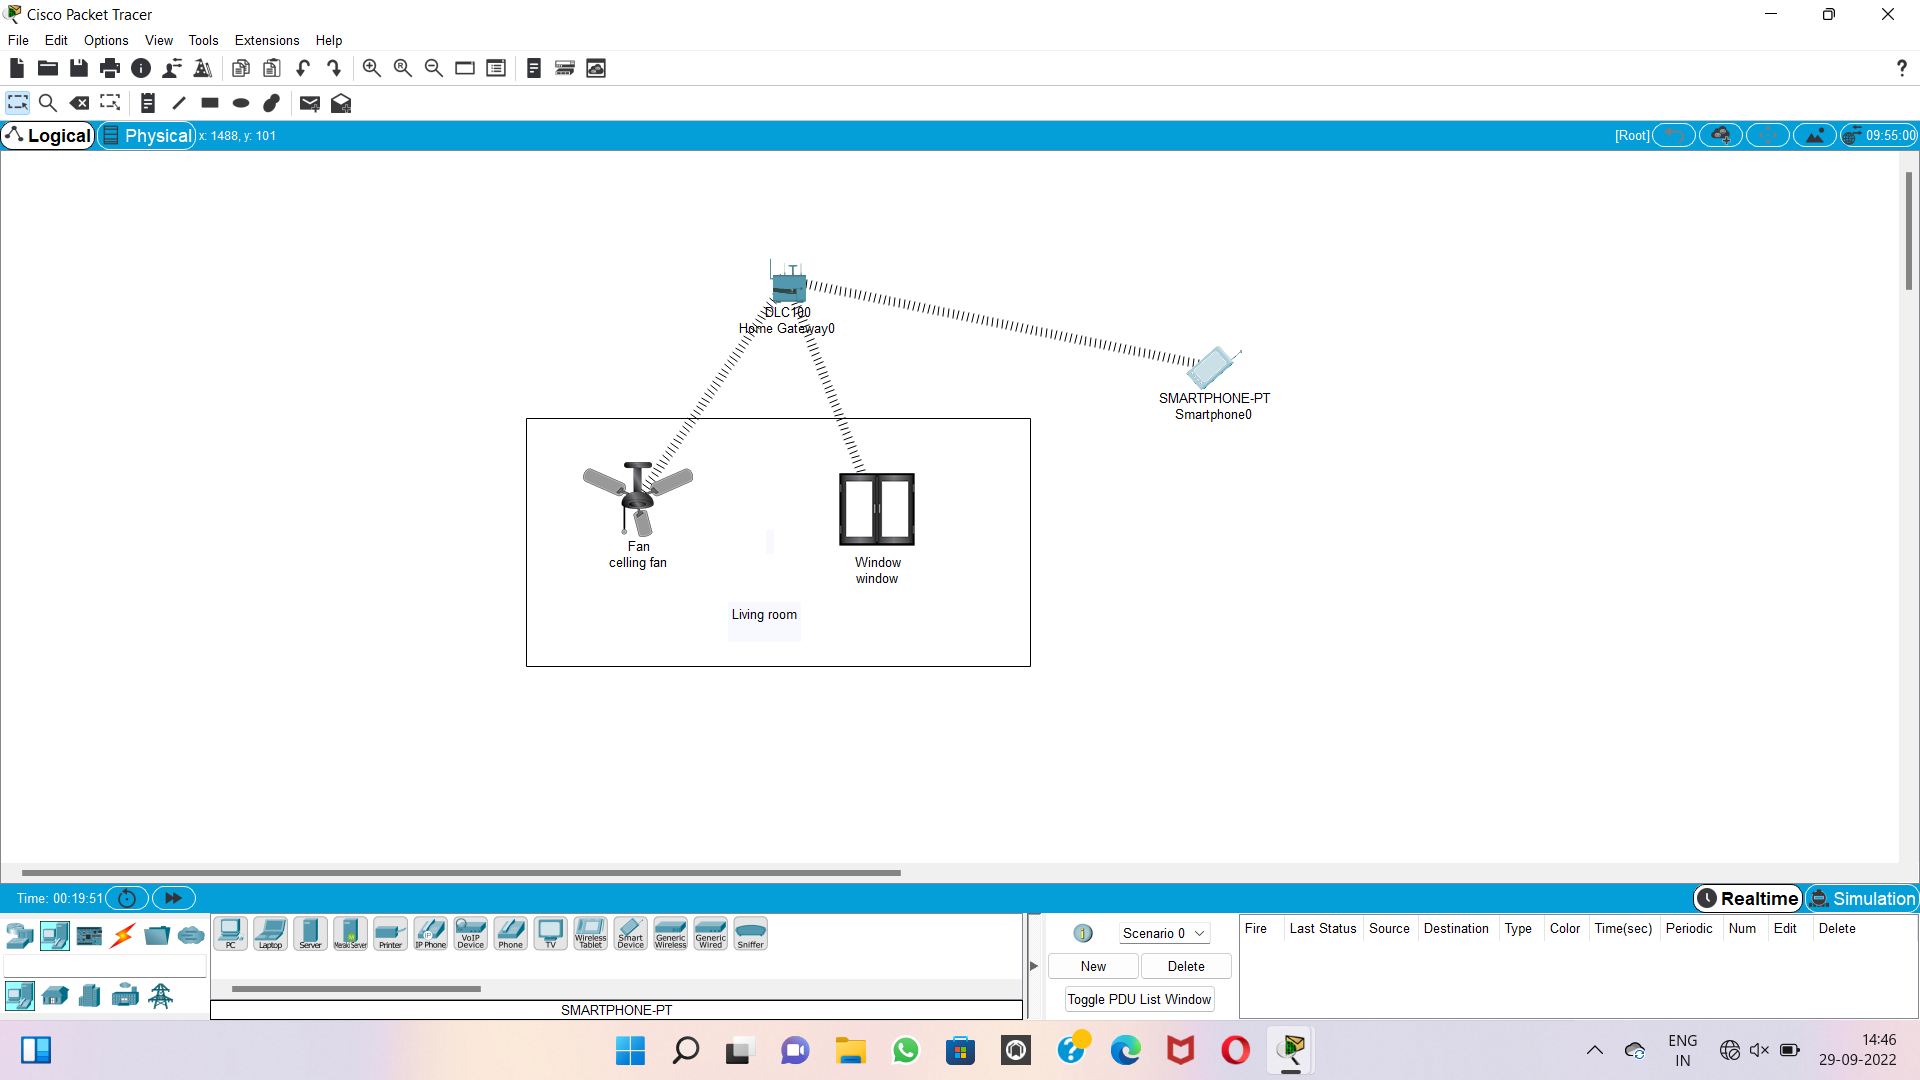 Cisco Packet Tracer
File Edit Options View Tools Extensions Help
?
Logical Physical x: 1488, y: 101 [Root] 09:55:00
DLC100
Home Gateway0
SMARTPHONE-PT
Smartphone0
Fan
celling fan
Window
window
Living room
Time: 00:19:51 Realtime Simulation
PC Laptop Server Meraki Server Printer IP Phone VoIP Device Phone TV Wireless Tablet Smart Device Generic Wireless Generic Wired Sniffer
SMARTPHONE-PT
Scenario 0
New Delete
Toggle PDU List Window
Fire Last Status Source Destination Type Color Time(sec) Periodic Num Edit Delete
ENG
IN
14:46
29-09-2022